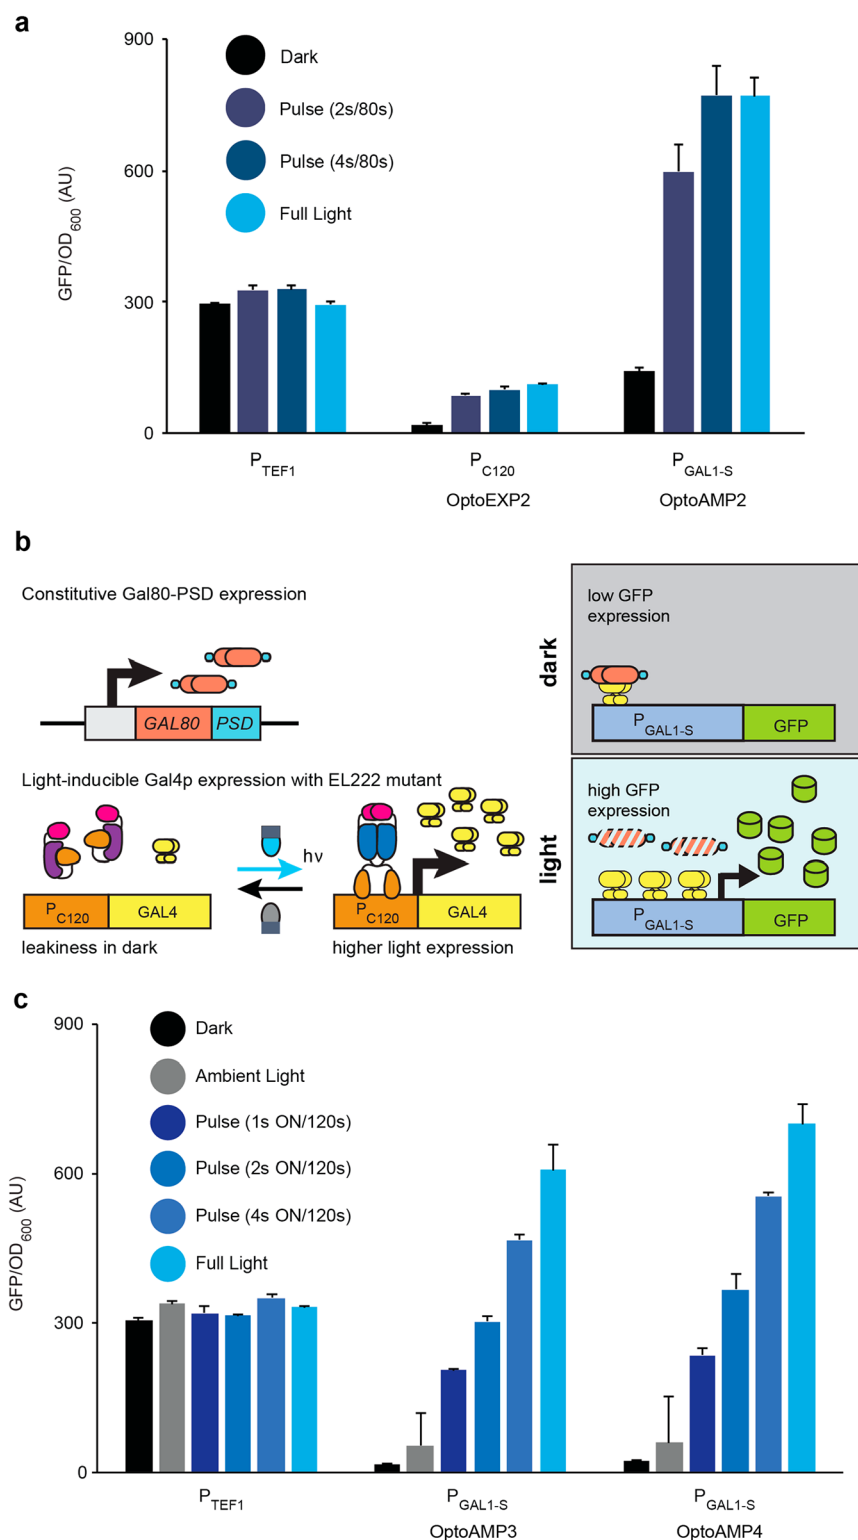 a
900
600
300
0
GFP/OD600 (AU)
Dark
Pulse (2s/80s)
Pulse (4s/80s)
Full Light
PTEF1
PC120
PGAL1-S
OptoEXP2
OptoAMP2
b
Constitutive Gal80-PSD expression
GAL80
PSD
Light-inducible Gal4p expression with EL222 mutant
hν
PC120
GAL4
PC120
GAL4
leakiness in dark
higher light expression
dark
low GFP
expression
PGAL1-S
GFP
light
high GFP
expression
PGAL1-S
GFP
c
900
600
300
0
GFP/OD600 (AU)
Dark
Ambient Light
Pulse (1s ON/120s)
Pulse (2s ON/120s)
Pulse (4s ON/120s)
Full Light
PTEF1
PGAL1-S
PGAL1-S
OptoAMP3
OptoAMP4